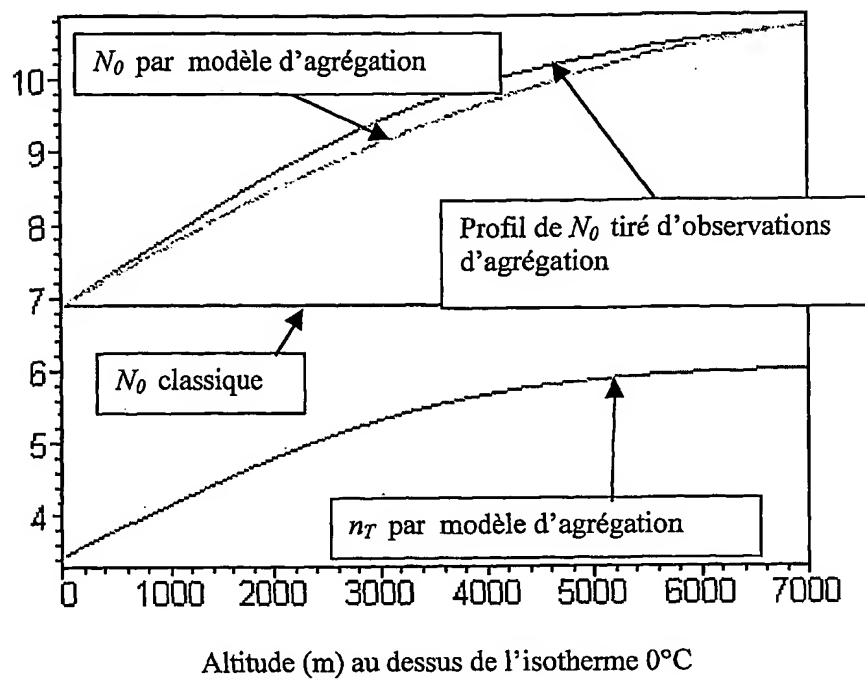 N₀ par modèle d'agrégation
10
9
8
7
6
5
4
Profil de N₀ tiré d'observations
d'agrégation
N₀ classique
n_T par modèle d'agrégation
0 1000 2000 3000 4000 5000 6000 7000
Altitude (m) au dessus de l'isotherme 0°C